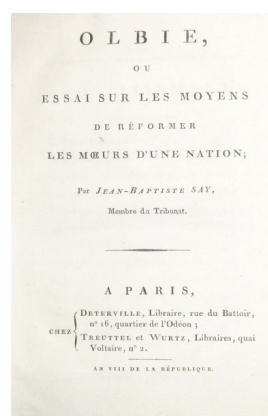 OLBIE,
OU
ESSAI SUR LES MOYENS
DE RÉFORMER
LES MŒURS D'UNE NATION;
Par JEAN-BAPTISTE SAY,
Membre du Tribunat.
A PARIS,
CHEZ
DETERVILLE, Libraire, rue du Battoir,
n° 16, quartier de l'Odéon ;
TREUTTEL et WURTZ, Libraires, quai
Voltaire, n° 2.
AN VIII DE LA RÉPUBLIQUE.